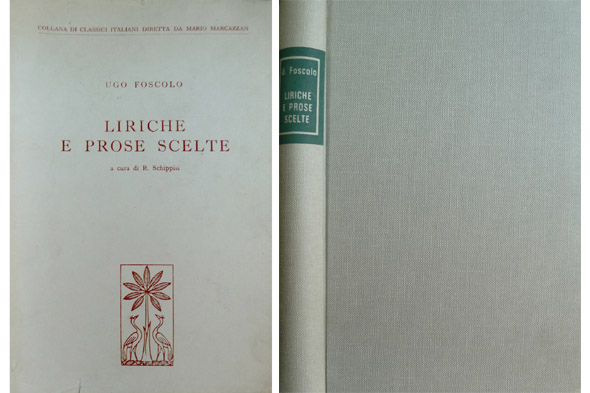 COLLANA DI CLASSICI ITALIANI DIRETTA DA MARIO MARCAZZAN
UGO FOSCOLO
LIRICHE
E PROSE SCELTE
a cura di R. Schippisi
U. Foscolo
LIRICHE
E PROSE
SCELTE